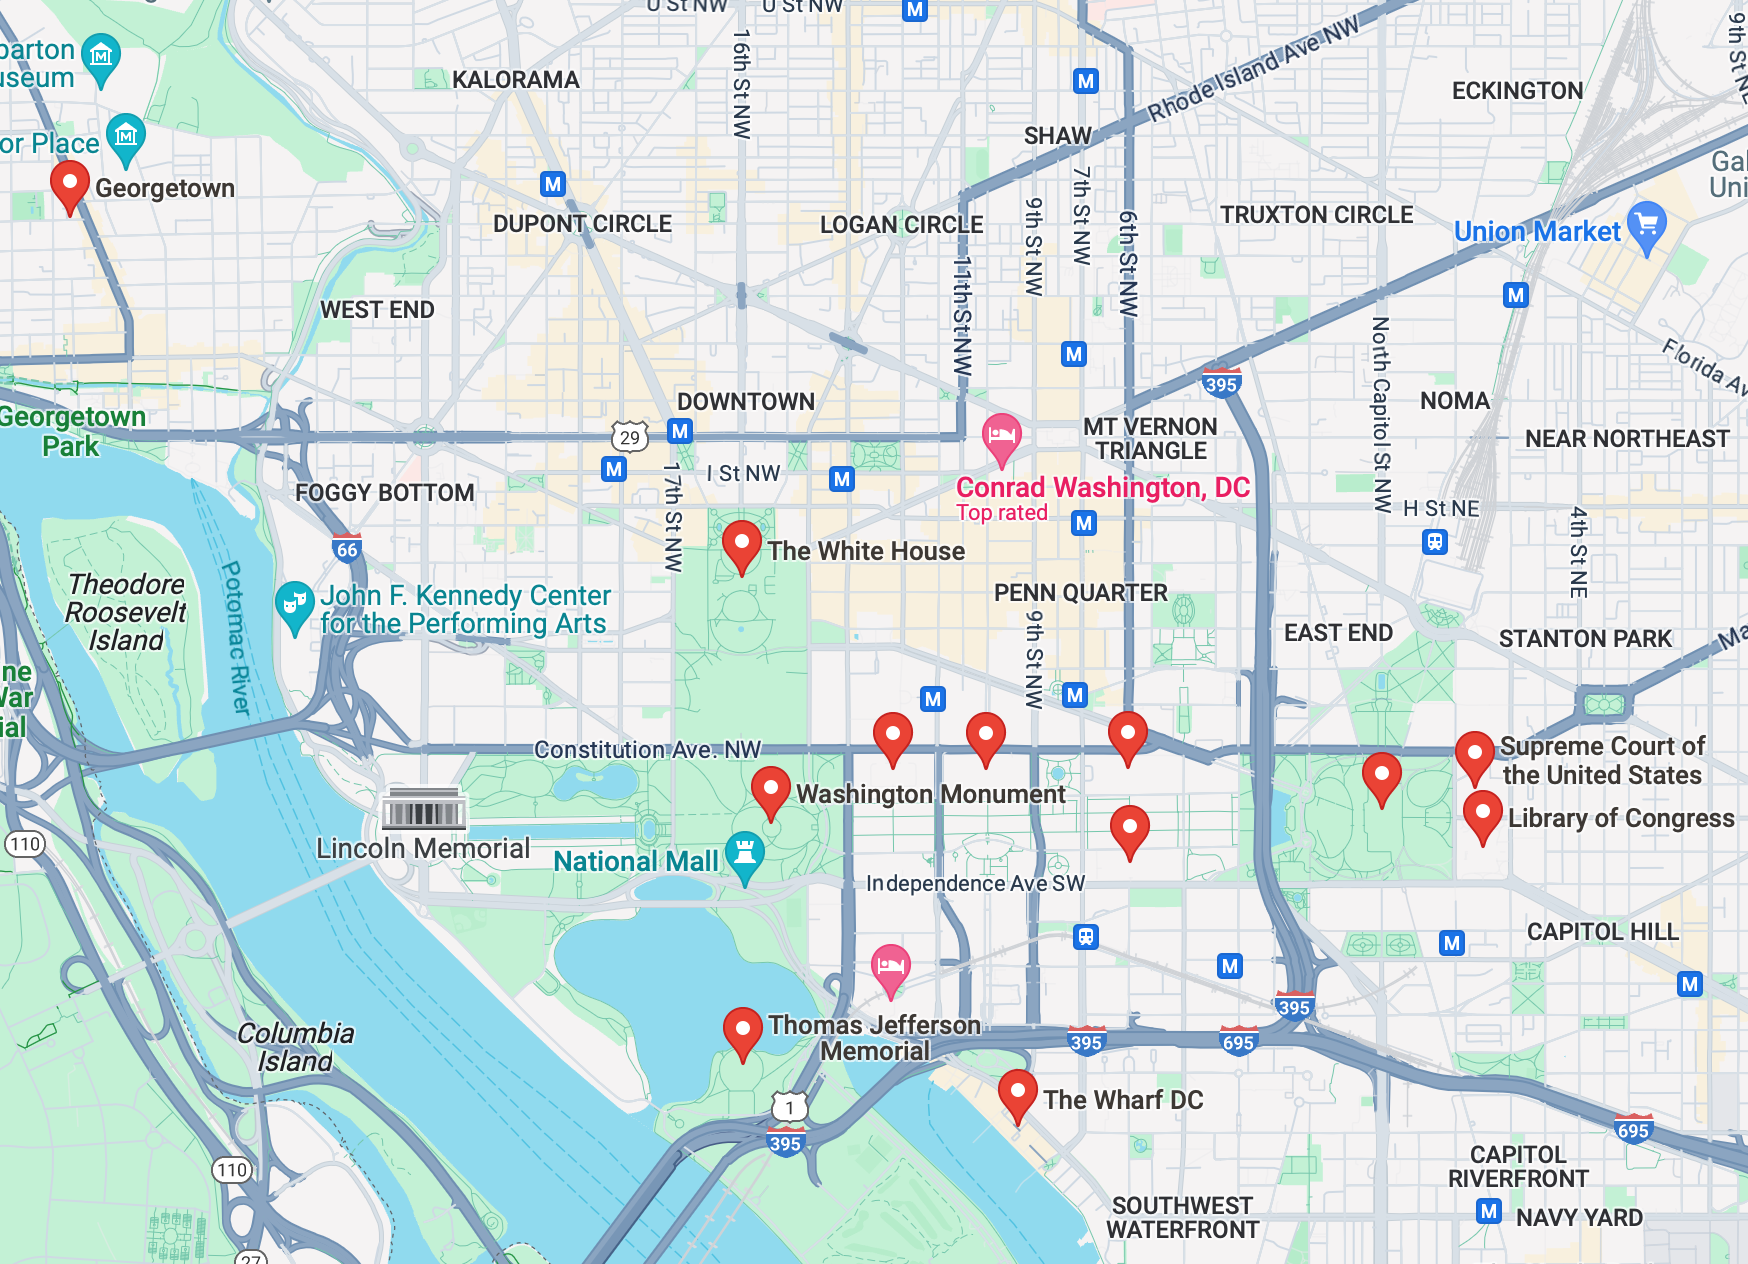 U St NW
U St NW
M
16th St NW
barton
useum
M
KALORAMA
M
Rhode Island Ave NW
ECKINGTON
9th St NE
or Place
M
SHAW
Georgetown
M
7th St NW
Gal
Uni
DUPONT CIRCLE
LOGAN CIRCLE
9th St NW
6th St NW
TRUXTON CIRCLE
Union Market
11th St NW
M
WEST END
North Capitol St NW
M
Florida Av
395
DOWNTOWN
NOMA
Georgetown
Park
29
M
MT VERNON
TRIANGLE
NEAR NORTHEAST
M
17th St NW
I St NW
M
Conrad Washington, DC
Top rated
FOGGY BOTTOM
M
H St NE
4th St NE
66
The White House
Theodore
Roosevelt
Island
Potomac River
John F. Kennedy Center
for the Performing Arts
PENN QUARTER
9th St NW
EAST END
STANTON PARK
Ma
ne
War
ial
M
M
Constitution Ave. NW
Supreme Court of
the United States
Washington Monument
Library of Congress
110
Lincoln Memorial
National Mall
Independence Ave SW
M
M
CAPITOL HILL
M
395
Columbia
Island
Thomas Jefferson
Memorial
395
695
1
The Wharf DC
395
695
110
CAPITOL
RIVERFRONT
SOUTHWEST
WATERFRONT
M
NAVY YARD
27